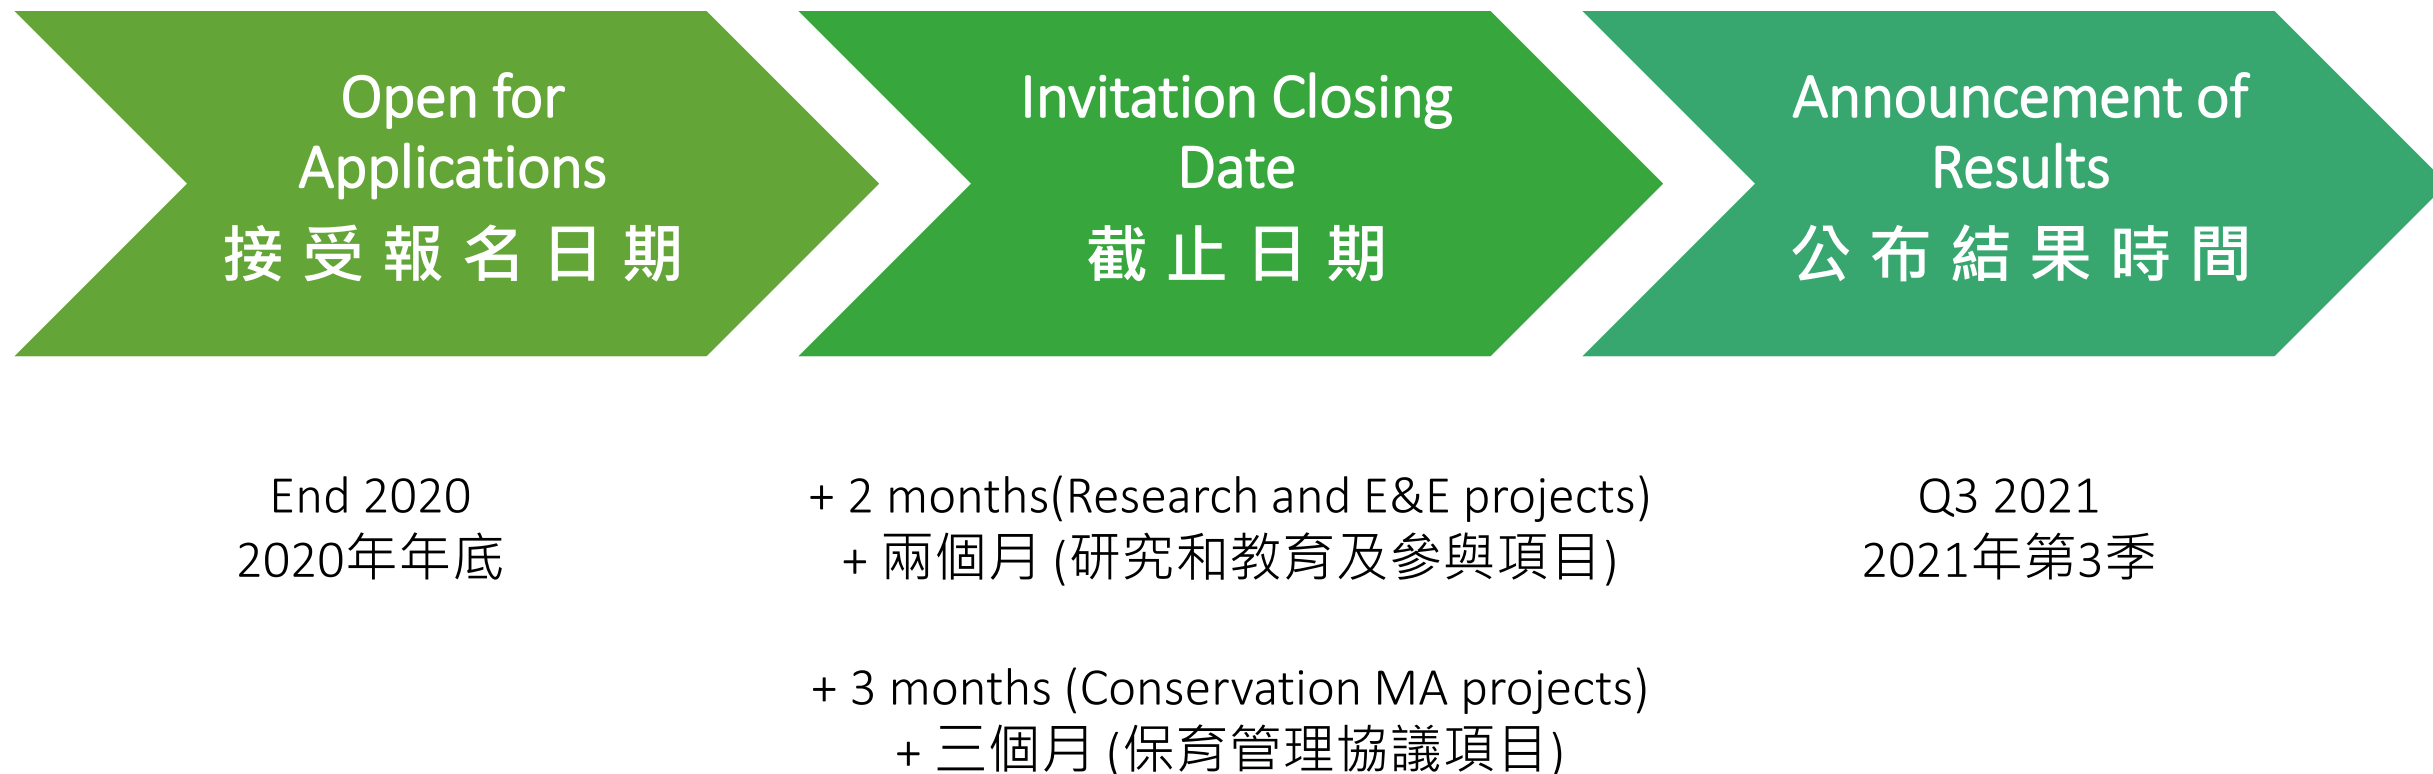 Open for
Applications
接受報名日期
Invitation Closing
Date
截止日期
Announcement of
Results
公布結果時間
End 2020
2020年年底
+ 2 months(Research and E&E projects)
+ 兩個月 (研究和教育及參與項目)
+ 3 months (Conservation MA projects)
+ 三個月 (保育管理協議項目)
Q3 2021
2021年第3季